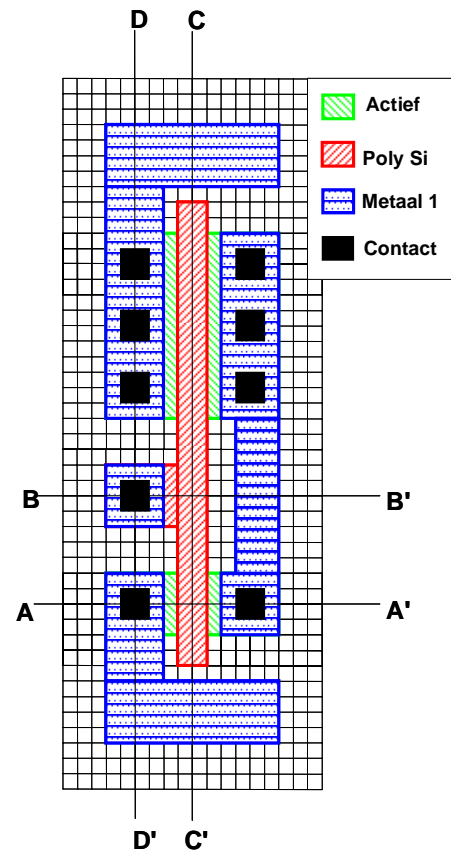 D C
Actief
Poly Si
Metaal 1
Contact
B B'
A A'
D' C'